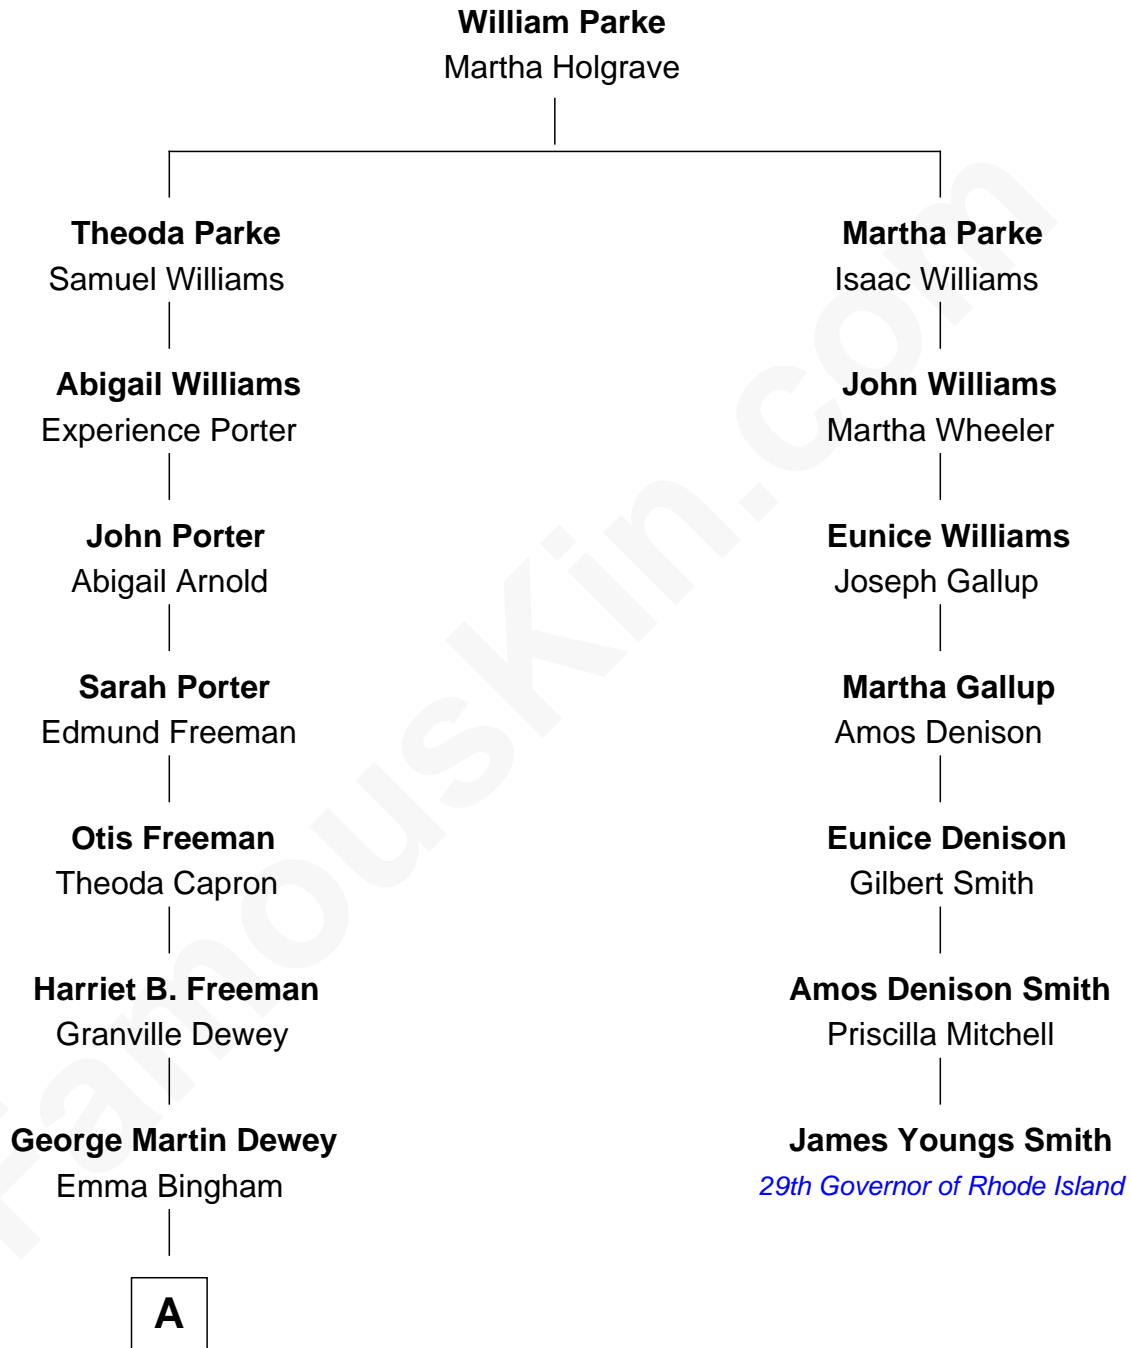 William Parke
Martha Holgrave
Theoda Parke
Samuel Williams
Martha Parke
Isaac Williams
Abigail Williams
Experience Porter
John Williams
Martha Wheeler
John Porter
Abigail Arnold
Eunice Williams
Joseph Gallup
Sarah Porter
Edmund Freeman
Martha Gallup
Amos Denison
Otis Freeman
Theoda Capron
Eunice Denison
Gilbert Smith
Harriet B. Freeman
Granville Dewey
Amos Denison Smith
Priscilla Mitchell
George Martin Dewey
Emma Bingham
James Youngs Smith
29th Governor of Rhode Island
A
FamousKin.com